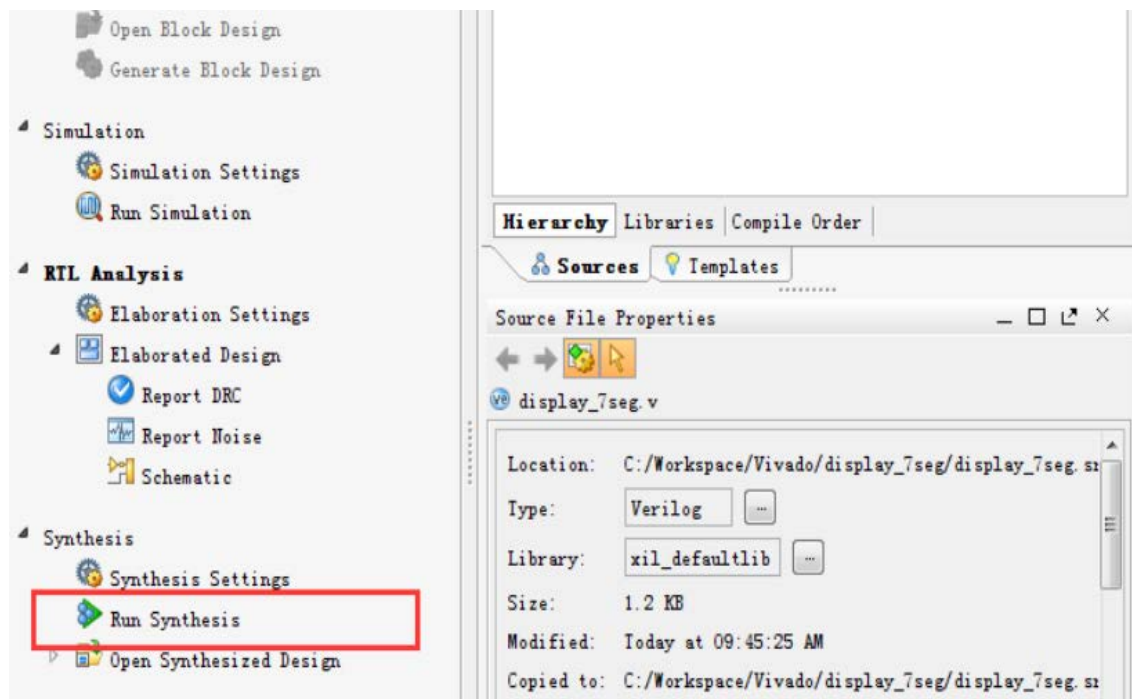 Open Block Design
Generate Block Design
Simulation
Simulation Settings
Run Simulation
RTL Analysis
Elaboration Settings
Elaborated Design
Report DRC
Report Noise
Schematic
Synthesis
Synthesis Settings
Run Synthesis
Open Synthesized Design
Hierarchy Libraries Compile Order
Sources Templates
Source File Properties
display_7seg.v
Location: C:/Workspace/Vivado/display_7seg/display_7seg.sr
Type: Verilog ...
Library: xil_defaultlib ...
Size: 1.2 KB
Modified: Today at 09:45:25 AM
Copied to: C:/Workspace/Vivado/display_7seg/display_7seg.sr